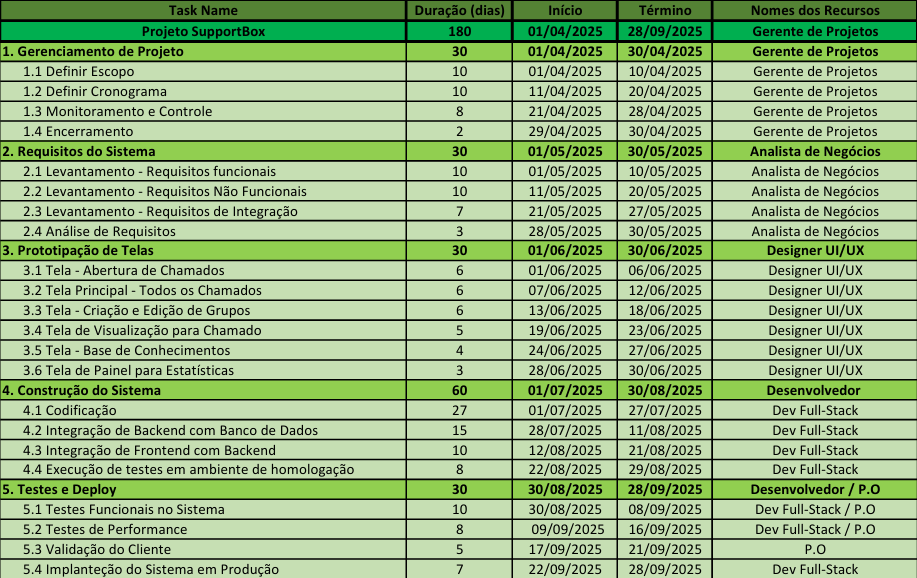 Task Name Duração (dias) Início Término Nomes dos Recursos
Projeto SupportBox 180 01/04/2025 28/09/2025 Gerente de Projetos
1. Gerenciamento de Projeto 30 01/04/2025 30/04/2025 Gerente de Projetos
1.1 Definir Escopo 10 01/04/2025 10/04/2025 Gerente de Projetos
1.2 Definir Cronograma 10 11/04/2025 20/04/2025 Gerente de Projetos
1.3 Monitoramento e Controle 8 21/04/2025 28/04/2025 Gerente de Projetos
1.4 Encerramento 2 29/04/2025 30/04/2025 Gerente de Projetos
2. Requisitos do Sistema 30 01/05/2025 30/05/2025 Analista de Negócios
2.1 Levantamento - Requisitos funcionais 10 01/05/2025 10/05/2025 Analista de Negócios
2.2 Levantamento - Requisitos Não Funcionais 10 11/05/2025 20/05/2025 Analista de Negócios
2.3 Levantamento - Requisitos de Integração 7 21/05/2025 27/05/2025 Analista de Negócios
2.4 Análise de Requisitos 3 28/05/2025 30/05/2025 Analista de Negócios
3. Prototipação de Telas 30 01/06/2025 30/06/2025 Designer UI/UX
3.1 Tela - Abertura de Chamados 6 01/06/2025 06/06/2025 Designer UI/UX
3.2 Tela Principal - Todos os Chamados 6 07/06/2025 12/06/2025 Designer UI/UX
3.3 Tela - Criação e Edição de Grupos 6 13/06/2025 18/06/2025 Designer UI/UX
3.4 Tela de Visualização para Chamado 5 19/06/2025 23/06/2025 Designer UI/UX
3.5 Tela - Base de Conhecimentos 4 24/06/2025 27/06/2025 Designer UI/UX
3.6 Tela de Painel para Estatísticas 3 28/06/2025 30/06/2025 Designer UI/UX
4. Construção do Sistema 60 01/07/2025 30/08/2025 Desenvolvedor
4.1 Codificação 27 01/07/2025 27/07/2025 Dev Full-Stack
4.2 Integração de Backend com Banco de Dados 15 28/07/2025 11/08/2025 Dev Full-Stack
4.3 Integração de Frontend com Backend 10 12/08/2025 21/08/2025 Dev Full-Stack
4.4 Execução de testes em ambiente de homologação 8 22/08/2025 29/08/2025 Dev Full-Stack
5. Testes e Deploy 30 30/08/2025 28/09/2025 Desenvolvedor / P.O
5.1 Testes Funcionais no Sistema 10 30/08/2025 08/09/2025 Dev Full-Stack / P.O
5.2 Testes de Performance 8 09/09/2025 16/09/2025 Dev Full-Stack / P.O
5.3 Validação do Cliente 5 17/09/2025 21/09/2025 P.O
5.4 Implanteção do Sistema em Produção 7 22/09/2025 28/09/2025 Dev Full-Stack